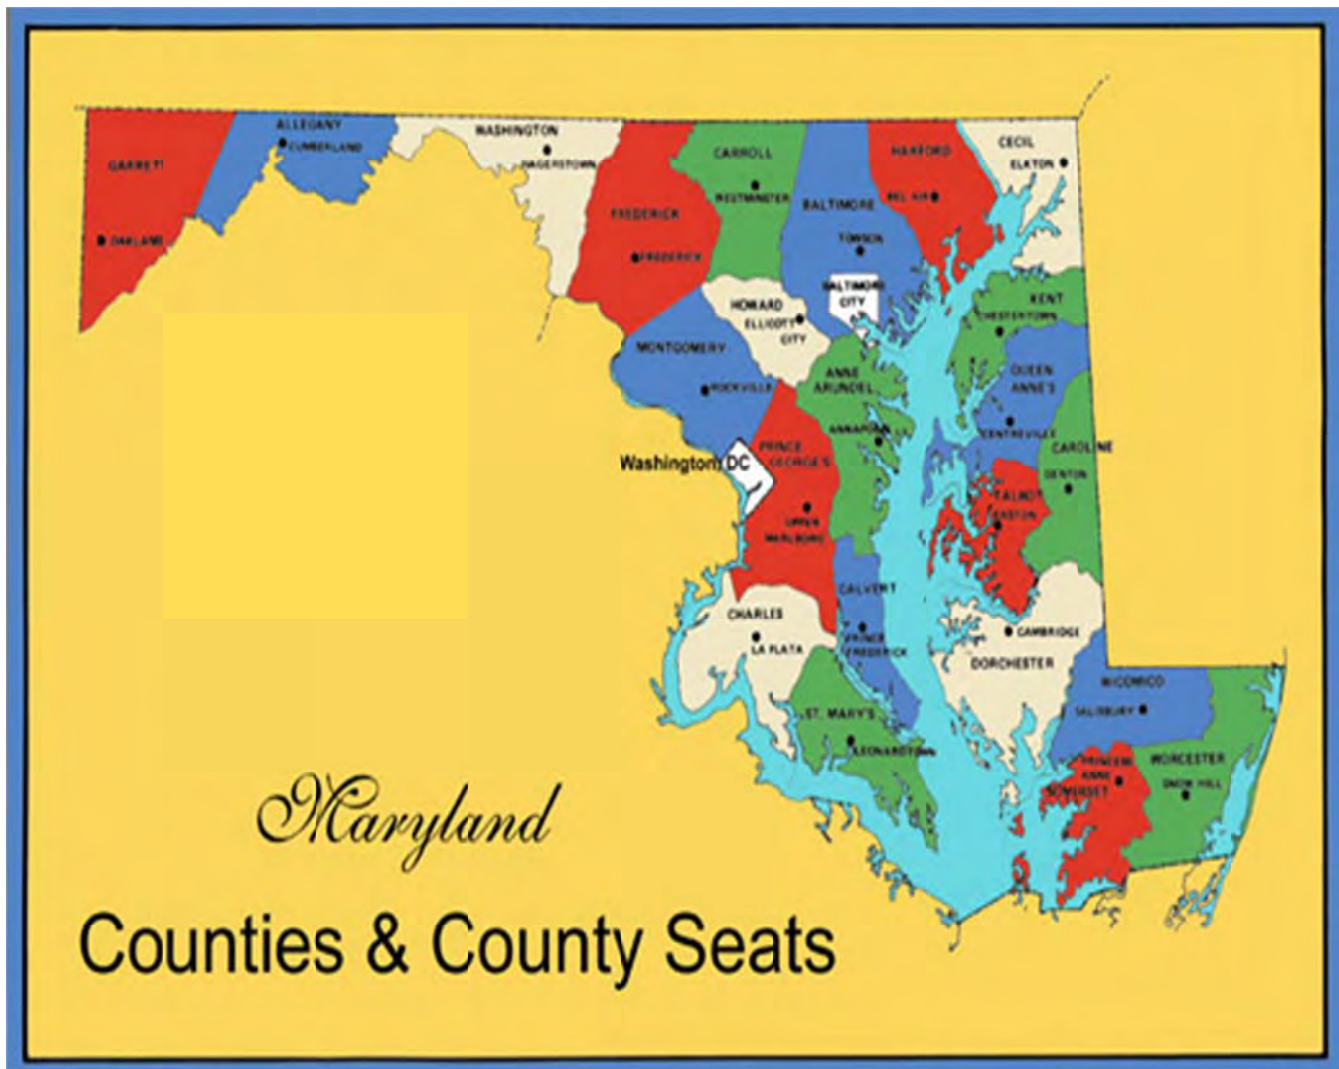 ALLEGANY
CUMBERLAND
WASHINGTON
HAGERSTOWN
GARRETT
OAKLAND
FREDERICK
FREDERICK
CARROLL
WESTMINSTER
BALTIMORE
TOWSON
BALTIMORE
CITY
HARFORD
BEL AIR
CECIL
ELKTON
HOWARD
ELLICOTT
CITY
MONTGOMERY
ROCKVILLE
KENT
CHESTERTOWN
QUEEN
ANNE'S
CENTREVILLE
ANNE
ARUNDEL
ANNAPOLIS
CAROLINE
DENTON
Washington, DC
PRINCE
GEORGE'S
UPPER
MARLBORO
TALBOT
EASTON
CALVERT
PRINCE
FREDERICK
CHARLES
LA PLATA
CAMBRIDGE
DORCHESTER
ST. MARY'S
LEONARDTOWN
WICOMICO
SALISBURY
PRINCESS
ANNE
SOMERSET
WORCESTER
SNOW HILL
Maryland
Counties & County Seats